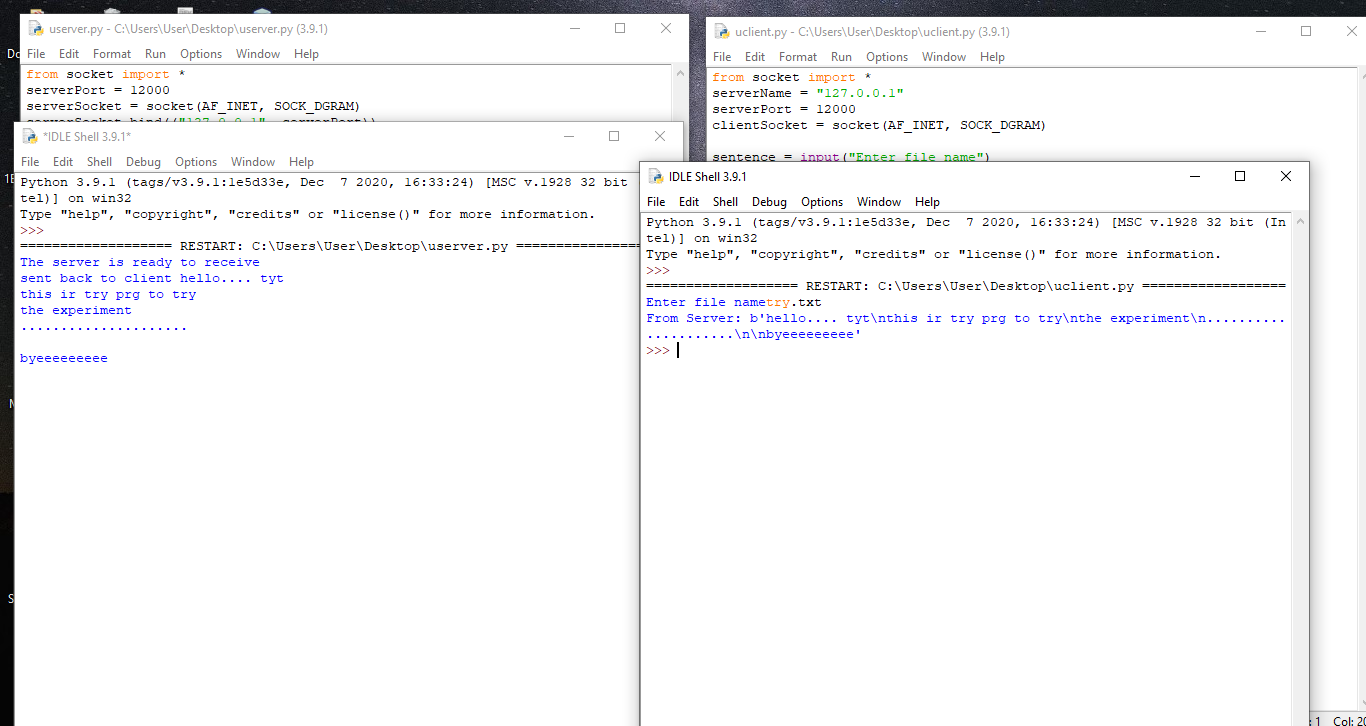 userver.py - C:\Users\User\Desktop\userver.py (3.9.1)
File Edit Format Run Options Window Help
from socket import *
serverPort = 12000
serverSocket = socket(AF_INET, SOCK_DGRAM)
serverSocket.bind(("127.0.0.1", serverPort))
*IDLE Shell 3.9.1*
File Edit Shell Debug Options Window Help
Python 3.9.1 (tags/v3.9.1:1e5d33e, Dec  7 2020, 16:33:24) [MSC v.1928 32 bit
tel)] on win32
Type "help", "copyright", "credits" or "license()" for more information.
>>>
=================== RESTART: C:\Users\User\Desktop\userver.py ================
The server is ready to receive
sent back to client hello.... tyt
this ir try prg to try
the experiment
.....................
byeeeeeeeee
uclient.py - C:\Users\User\Desktop\uclient.py (3.9.1)
File Edit Format Run Options Window Help
from socket import *
serverName = "127.0.0.1"
serverPort = 12000
clientSocket = socket(AF_INET, SOCK_DGRAM)
sentence = input("Enter file name")
IDLE Shell 3.9.1
File Edit Shell Debug Options Window Help
Python 3.9.1 (tags/v3.9.1:1e5d33e, Dec  7 2020, 16:33:24) [MSC v.1928 32 bit (In
tel)] on win32
Type "help", "copyright", "credits" or "license()" for more information.
>>>
=================== RESTART: C:\Users\User\Desktop\uclient.py ==================
Enter file nametry.txt
From Server: b'hello.... tyt\nthis ir try prg to try\nthe experiment\n..........
...........\n\nbyeeeeeeeee'
>>>
: 1 Col: 20